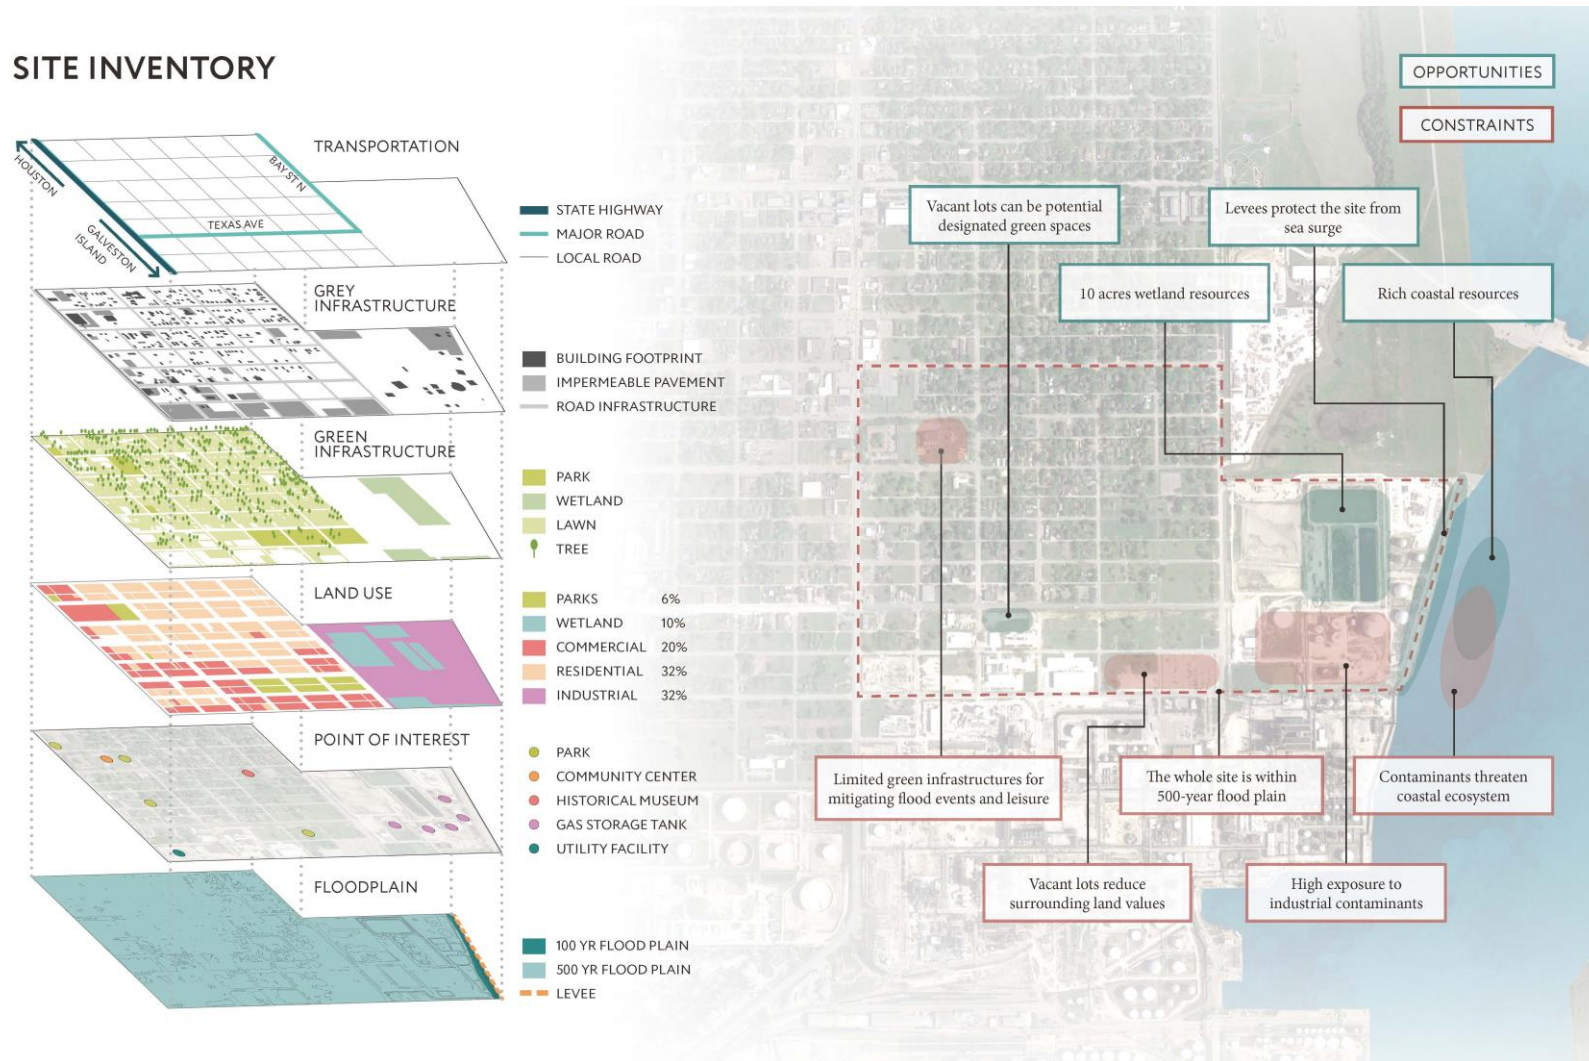 SITE INVENTORY
TRANSPORTATION
HOUSTON
GALVESTON
ISLAND
BAY ST N
TEXAS AVE
STATE HIGHWAY
MAJOR ROAD
LOCAL ROAD
GREY
INFRASTRUCTURE
BUILDING FOOTPRINT
IMPERMEABLE PAVEMENT
ROAD INFRASTRUCTURE
GREEN
INFRASTRUCTURE
PARK
WETLAND
LAWN
TREE
LAND USE
PARKS 6%
WETLAND 10%
COMMERCIAL 20%
RESIDENTIAL 32%
INDUSTRIAL 32%
POINT OF INTEREST
PARK
COMMUNITY CENTER
HISTORICAL MUSEUM
GAS STORAGE TANK
UTILITY FACILITY
FLOODPLAIN
100 YR FLOOD PLAIN
500 YR FLOOD PLAIN
LEVEE
OPPORTUNITIES
CONSTRAINTS
Vacant lots can be potential
designated green spaces
Levees protect the site from
sea surge
10 acres wetland resources
Rich coastal resources
Limited green infrastructures for
mitigating flood events and leisure
The whole site is within
500-year flood plain
Contaminants threaten
coastal ecosystem
Vacant lots reduce
surrounding land values
High exposure to
industrial contaminants